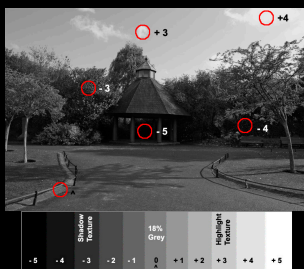 +4
+ 3
- 3
- 5
- 4
^
Shadow
Texture
18%
Grey
Highlight
Texture
- 5 - 4 - 3 - 2 - 1 0 + 1 + 2 + 3 + 4 + 5
^